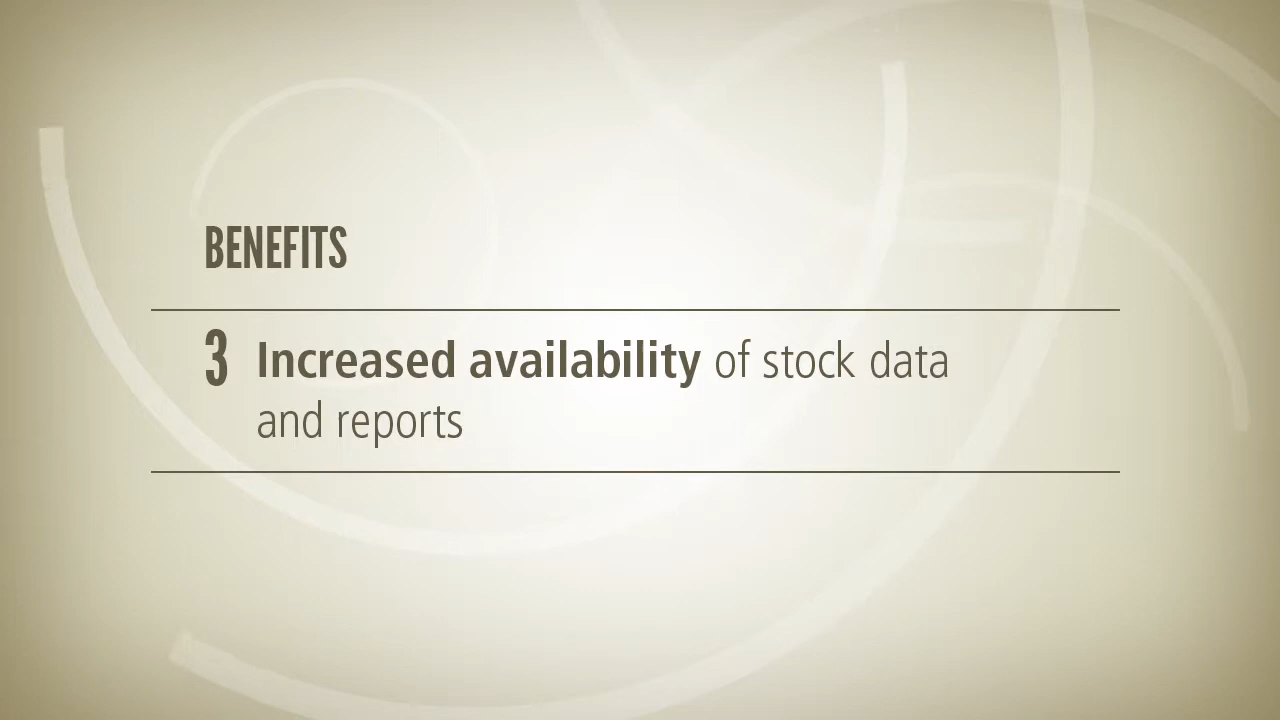 BENEFITS
3 Increased availability of stock data
and reports